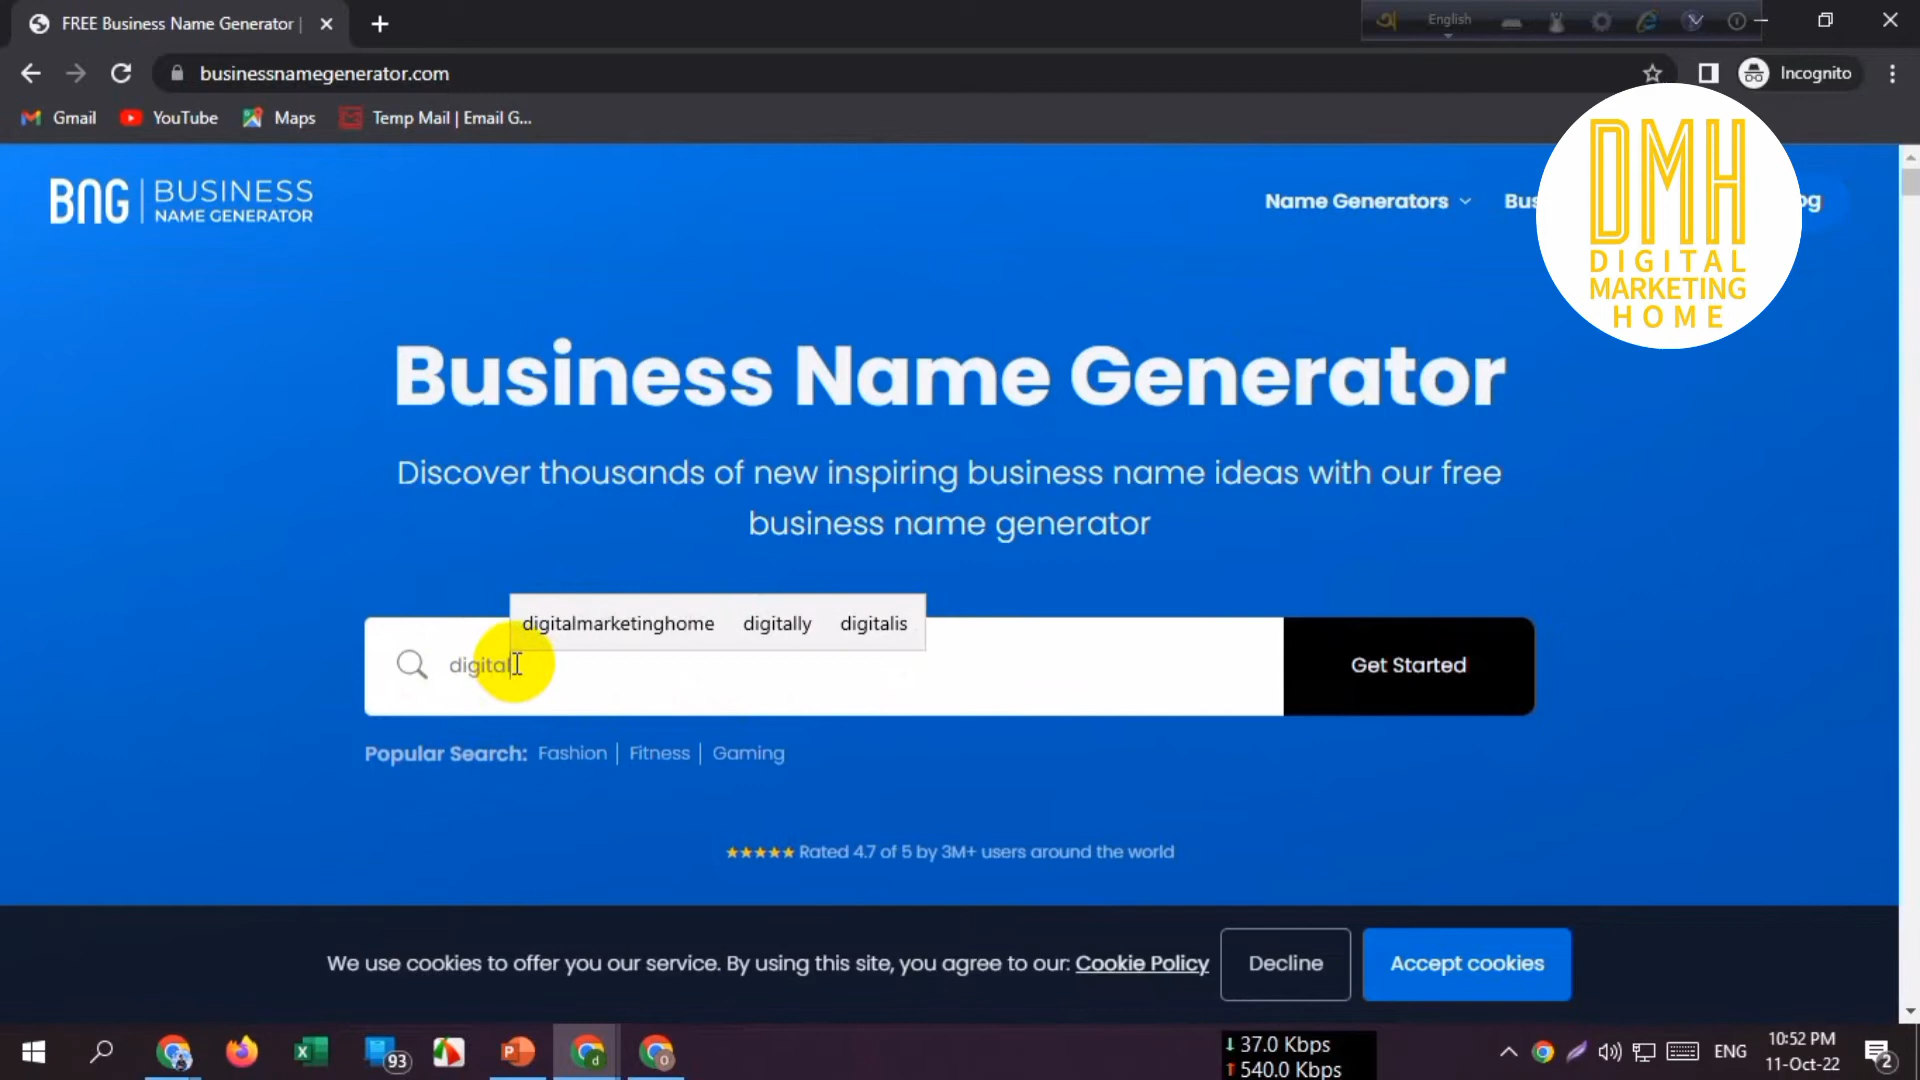 FREE Business Name Generator |
English
businessnamegenerator.com
Incognito
Gmail YouTube Maps Temp Mail | Email G...
BNG | BUSINESS
NAME GENERATOR
Name Generators Bus og
DMH
DIGITAL
MARKETING
HOME
Business Name Generator
Discover thousands of new inspiring business name ideas with our free
business name generator
digitalmarketinghome digitally digitalis
digital
Get Started
Popular Search: Fashion | Fitness | Gaming
★★★★★ Rated 4.7 of 5 by 3M+ users around the world
We use cookies to offer you our service. By using this site, you agree to our: Cookie Policy
Decline
Accept cookies
93
↓ 37.0 Kbps
↑ 540.0 Kbps
ENG
10:52 PM
11-Oct-22
2